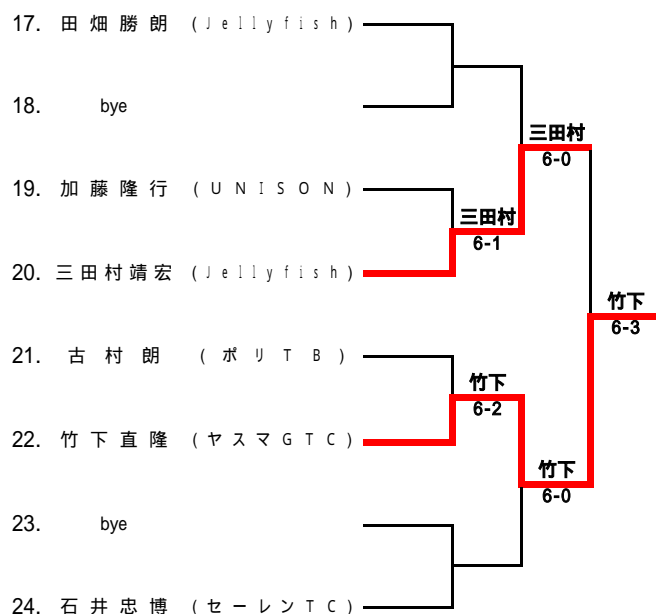 17. 田畑勝朗 (Jellyfish)
18. bye
三田村
6-0
19. 加藤隆行 (UNISON)
三田村
6-1
20. 三田村靖宏 (Jellyfish)
竹下
6-3
21. 古村朗 (ポリTB)
竹下
6-2
22. 竹下直隆 (ヤスマGTC)
竹下
6-0
23. bye
24. 石井忠博 (セーレンTC)